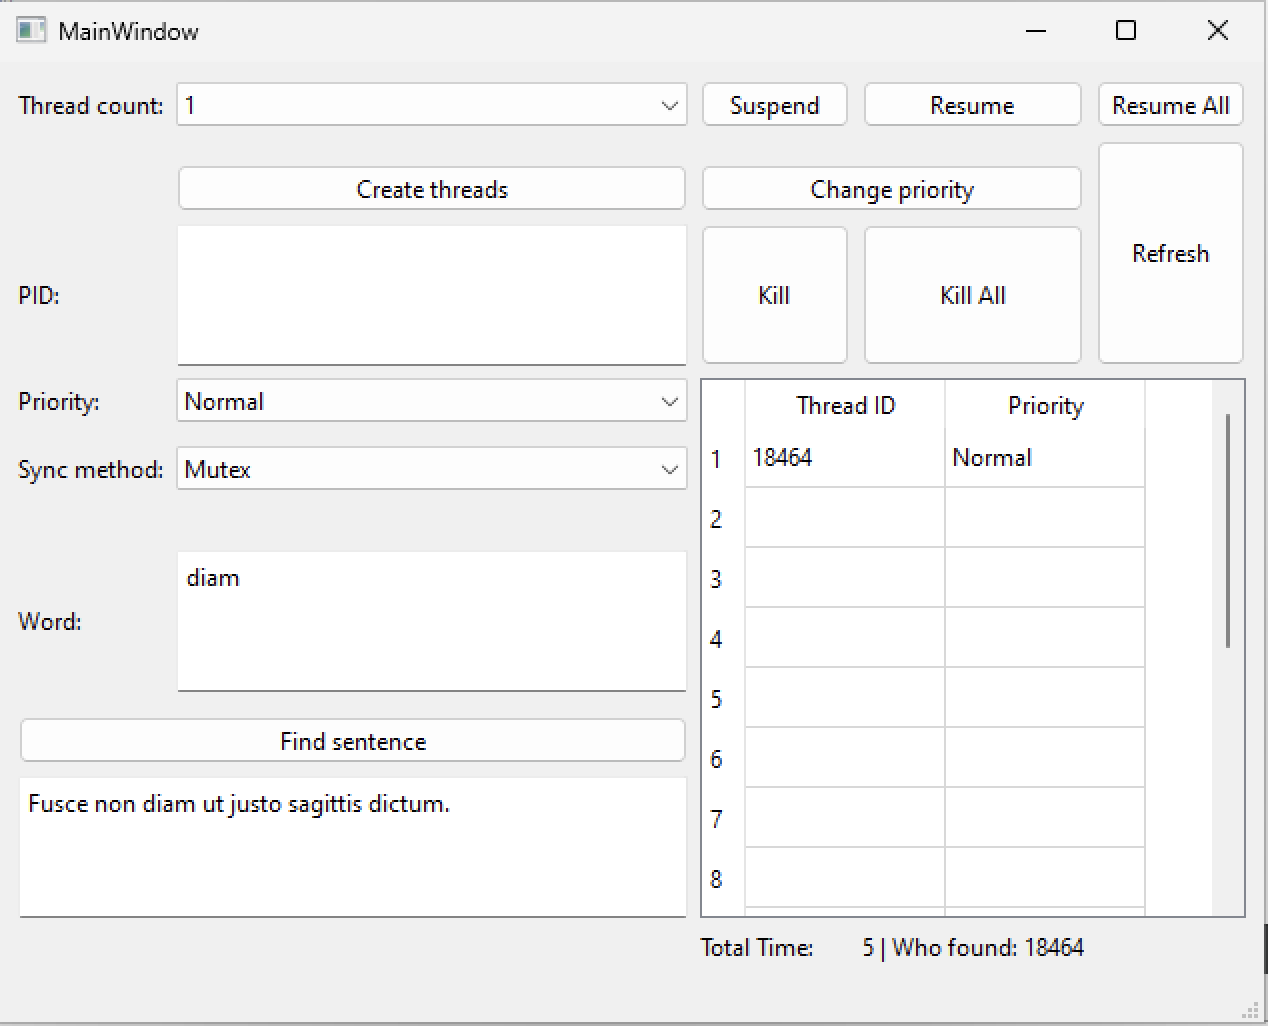 MainWindow
Thread count: 1 Suspend Resume Resume All
Create threads Change priority
Refresh
PID: Kill Kill All
Priority: Normal
Thread ID Priority
1 18464 Normal
Sync method: Mutex
2
3
diam
Word:
4
5
Find sentence
6
Fusce non diam ut justo sagittis dictum.
7
8
Total Time: 5 | Who found: 18464